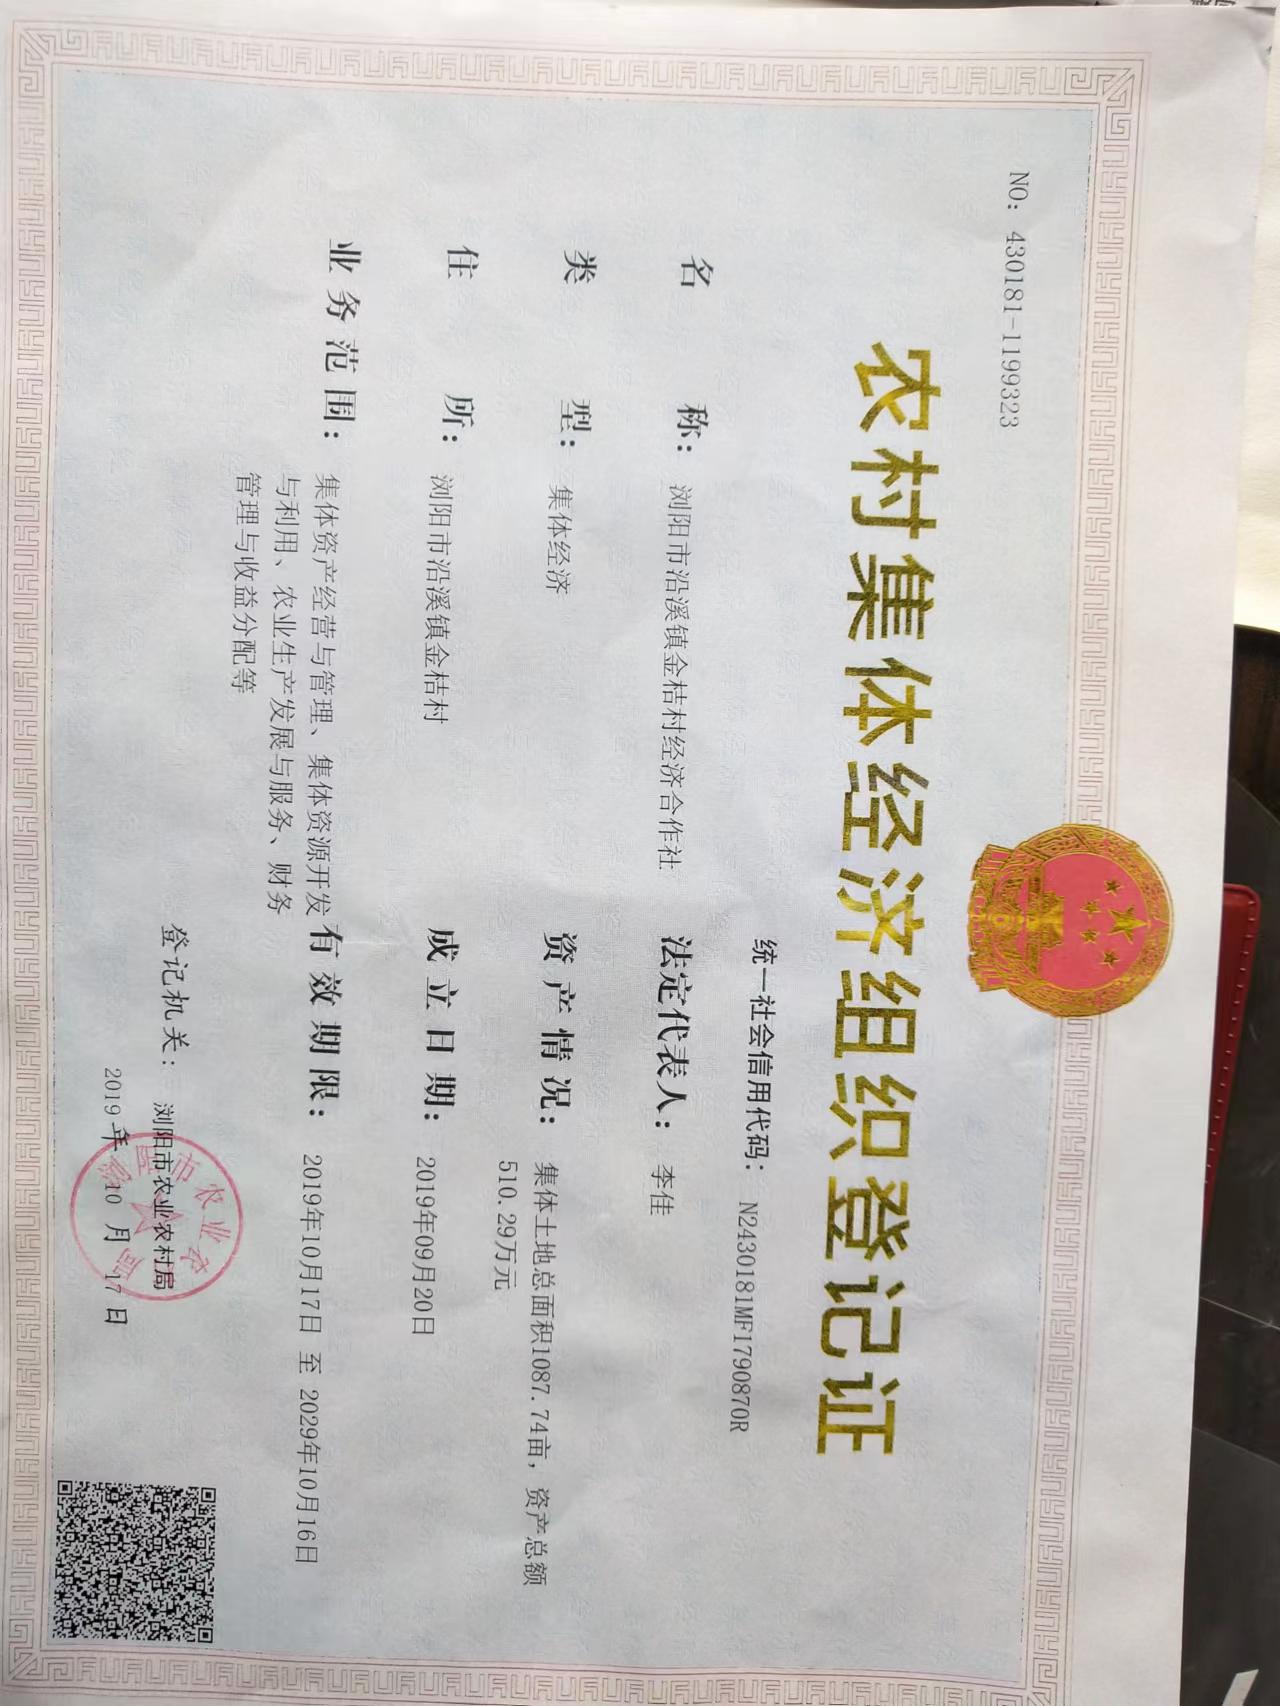 NO: 430181-1199323
农村集体经济组织登记证
统一社会信用代码: N2430181MF1790870R
名称: 浏阳市沿溪镇金桔村经济合作社
法定代表人: 李佳
类型: 集体经济
资产情况: 集体土地总面积1087.74亩, 资产总额
510.29万元
住所: 浏阳市沿溪镇金桔村
成立日期: 2019年09月20日
业务范围: 集体资产经营与管理、集体资源开发
与利用、农业生产发展与服务、财务
管理与收益分配等
有效期限: 2019年10月17日 至 2029年10月16日
登记机关: 浏阳市农业农村局
2019 年 10 月 17 日